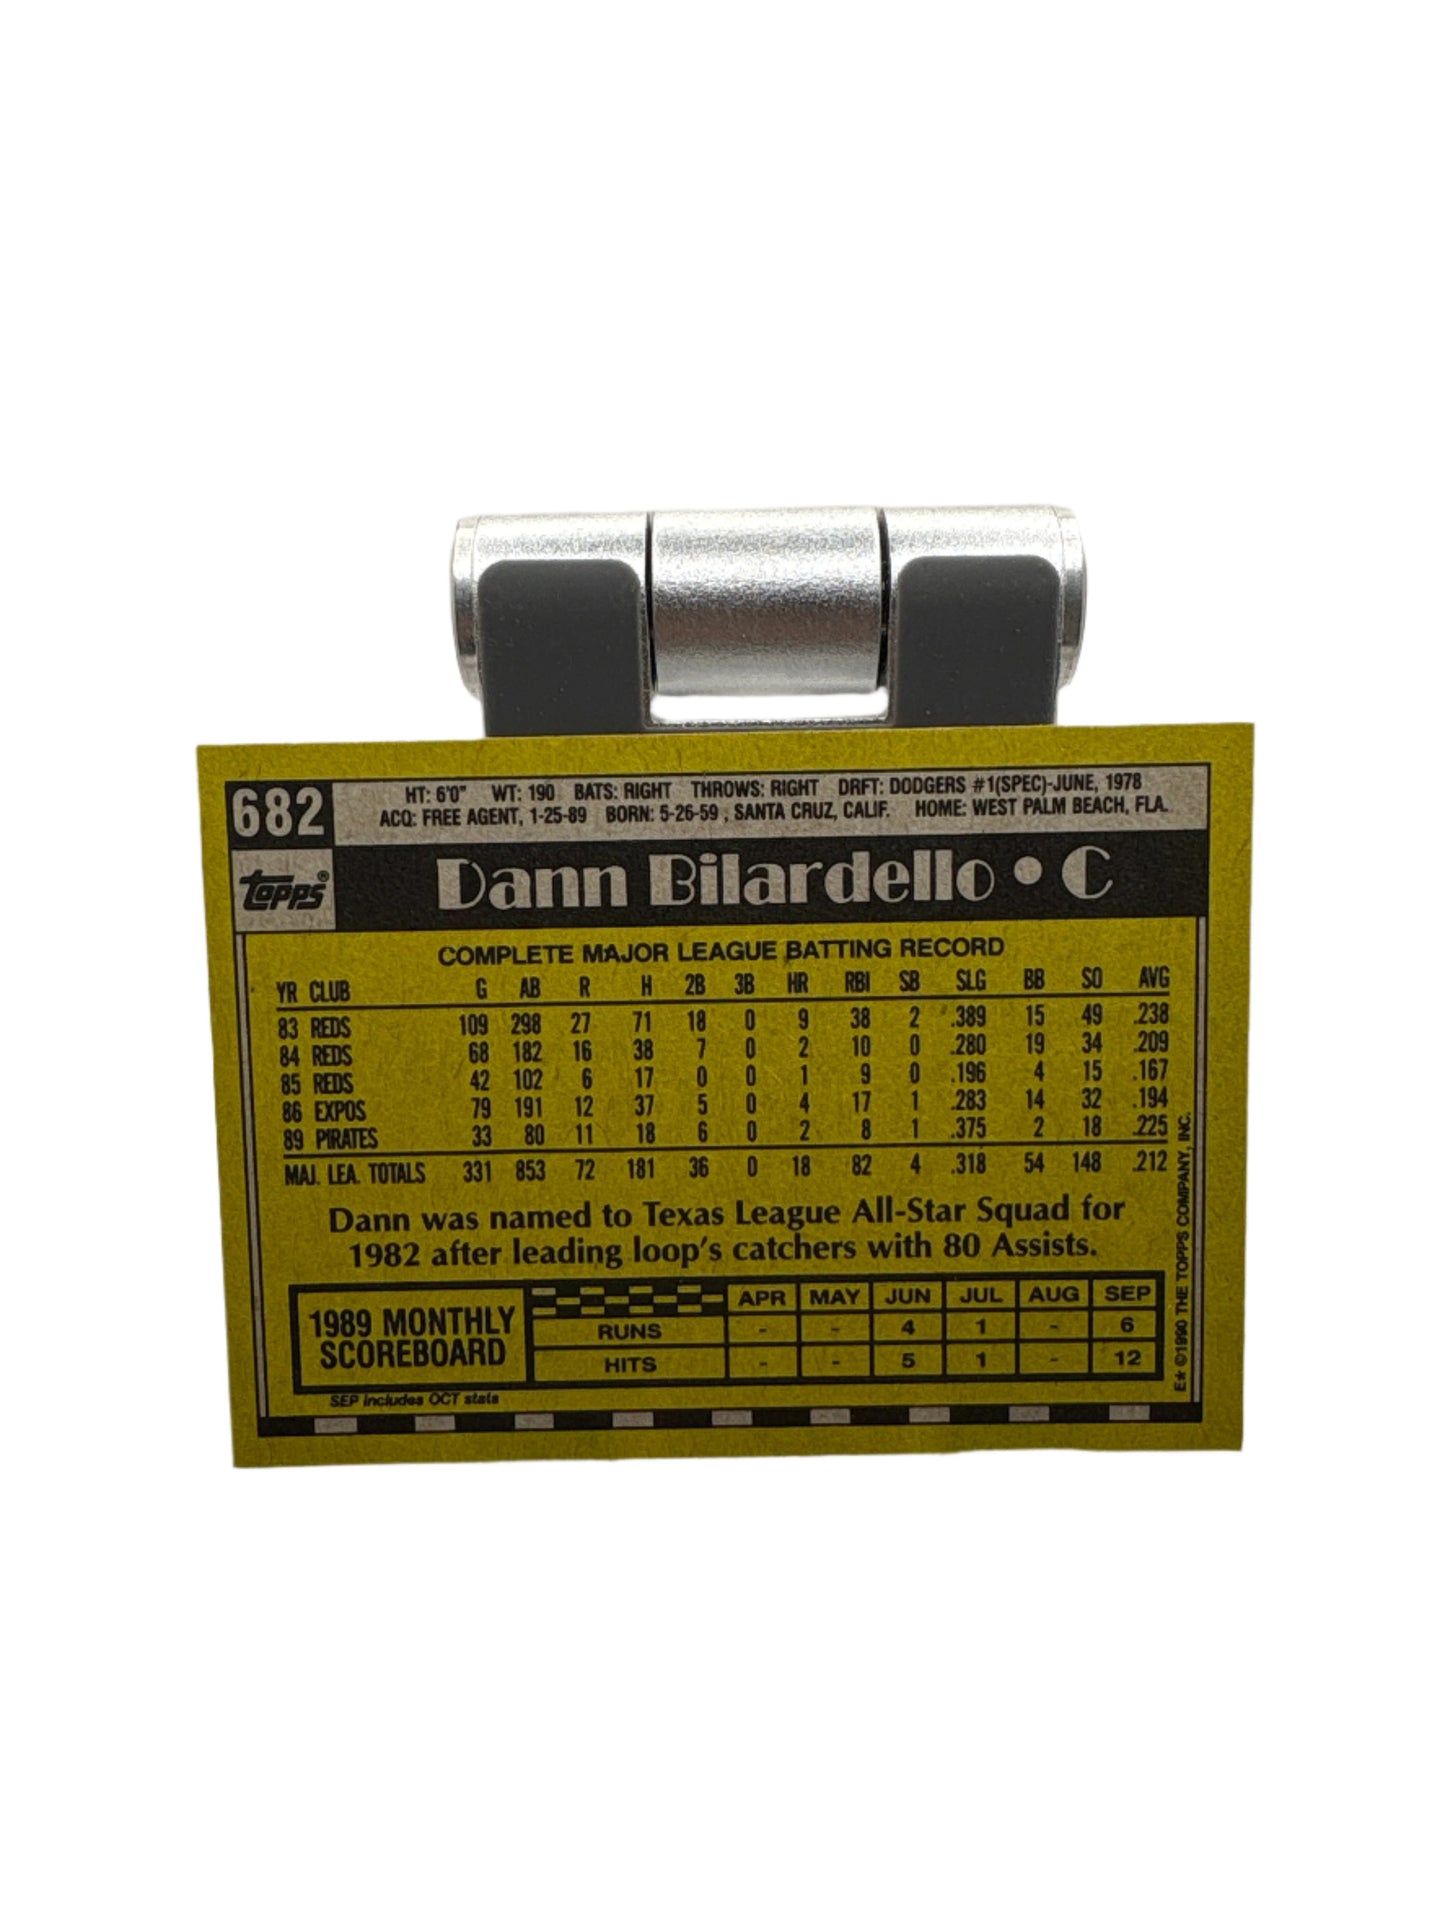 682
HT: 6'0" WT: 190 BATS: RIGHT THROWS: RIGHT DRFT: DODGERS #1(SPEC)-JUNE, 1978
ACQ: FREE AGENT, 1-25-89 BORN: 5-26-59, SANTA CRUZ, CALIF. HOME: WEST PALM BEACH, FLA.
TOPPS®
Dann Bilardello • C
COMPLETE MAJOR LEAGUE BATTING RECORD
YR CLUB G AB R H 2B 3B HR RBI SB SLG BB SO AVG
83 REDS 109 298 27 71 18 0 9 38 2 .389 15 49 .238
84 REDS 68 182 16 38 7 0 2 10 0 .280 19 34 .209
85 REDS 42 102 6 17 0 0 1 9 0 .196 4 15 .167
86 EXPOS 79 191 12 37 5 0 4 17 1 .283 14 32 .194
89 PIRATES 33 80 11 18 6 0 2 8 1 .375 2 18 .225
MAJ. LEA. TOTALS 331 853 72 181 36 0 18 82 4 .318 54 148 .212
Dann was named to Texas League All-Star Squad for
1982 after leading loop's catchers with 80 Assists.
1989 MONTHLY
SCOREBOARD
APR MAY JUN JUL AUG SEP
RUNS - - 4 1 - 6
HITS - - 5 1 - 12
SEP includes OCT stats
E* ©1990 THE TOPPS COMPANY, INC.